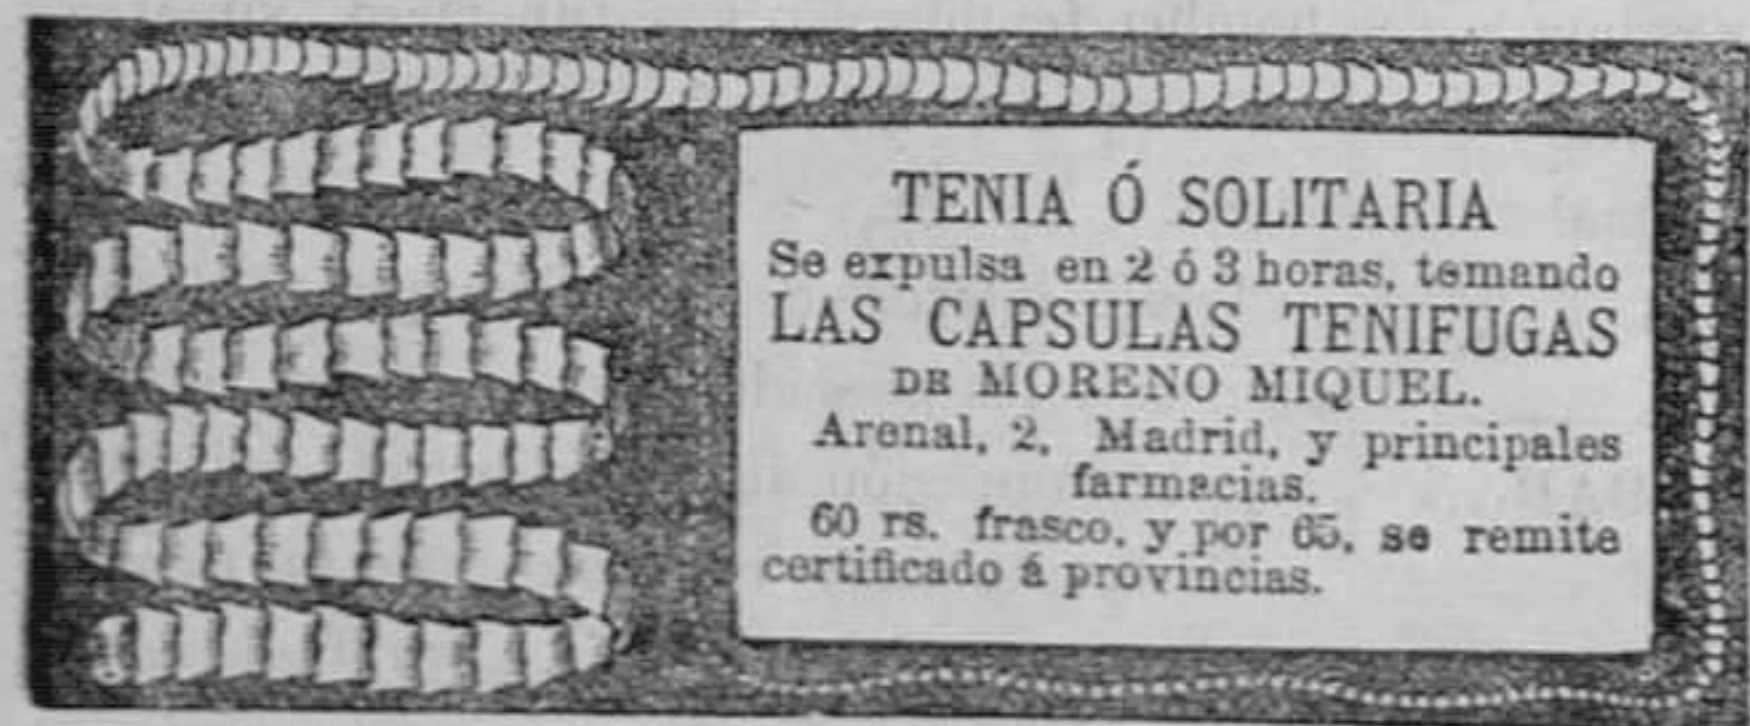 TENIA Ó SOLITARIA
Se expulsa en 2 ó 3 horas, temando
LAS CAPSULAS TENIFUGAS
DE MORENO MIQUEL.
Arenal, 2, Madrid, y principales
farmacias.
60 rs. frasco, y por 65, se remite
certificado á provincias.